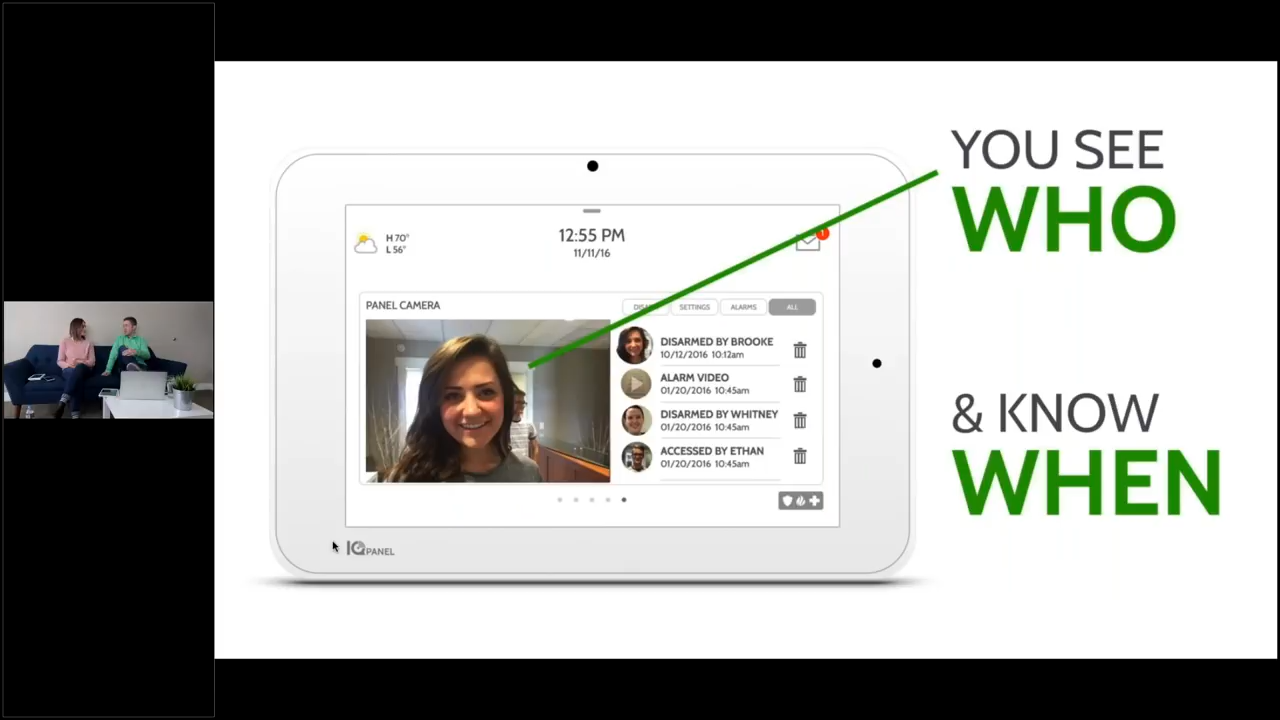 YOU SEE
WHO
& KNOW
WHEN
H 70°
L 56°
12:55 PM
11/11/16
1
PANEL CAMERA
SETTINGS
ALARMS
ALL
DISARMED BY BROOKE
10/12/2016 10:12am
ALARM VIDEO
01/20/2016 10:45am
DISARMED BY WHITNEY
01/20/2016 10:45am
ACCESSED BY ETHAN
01/20/2016 10:45am
IQ PANEL